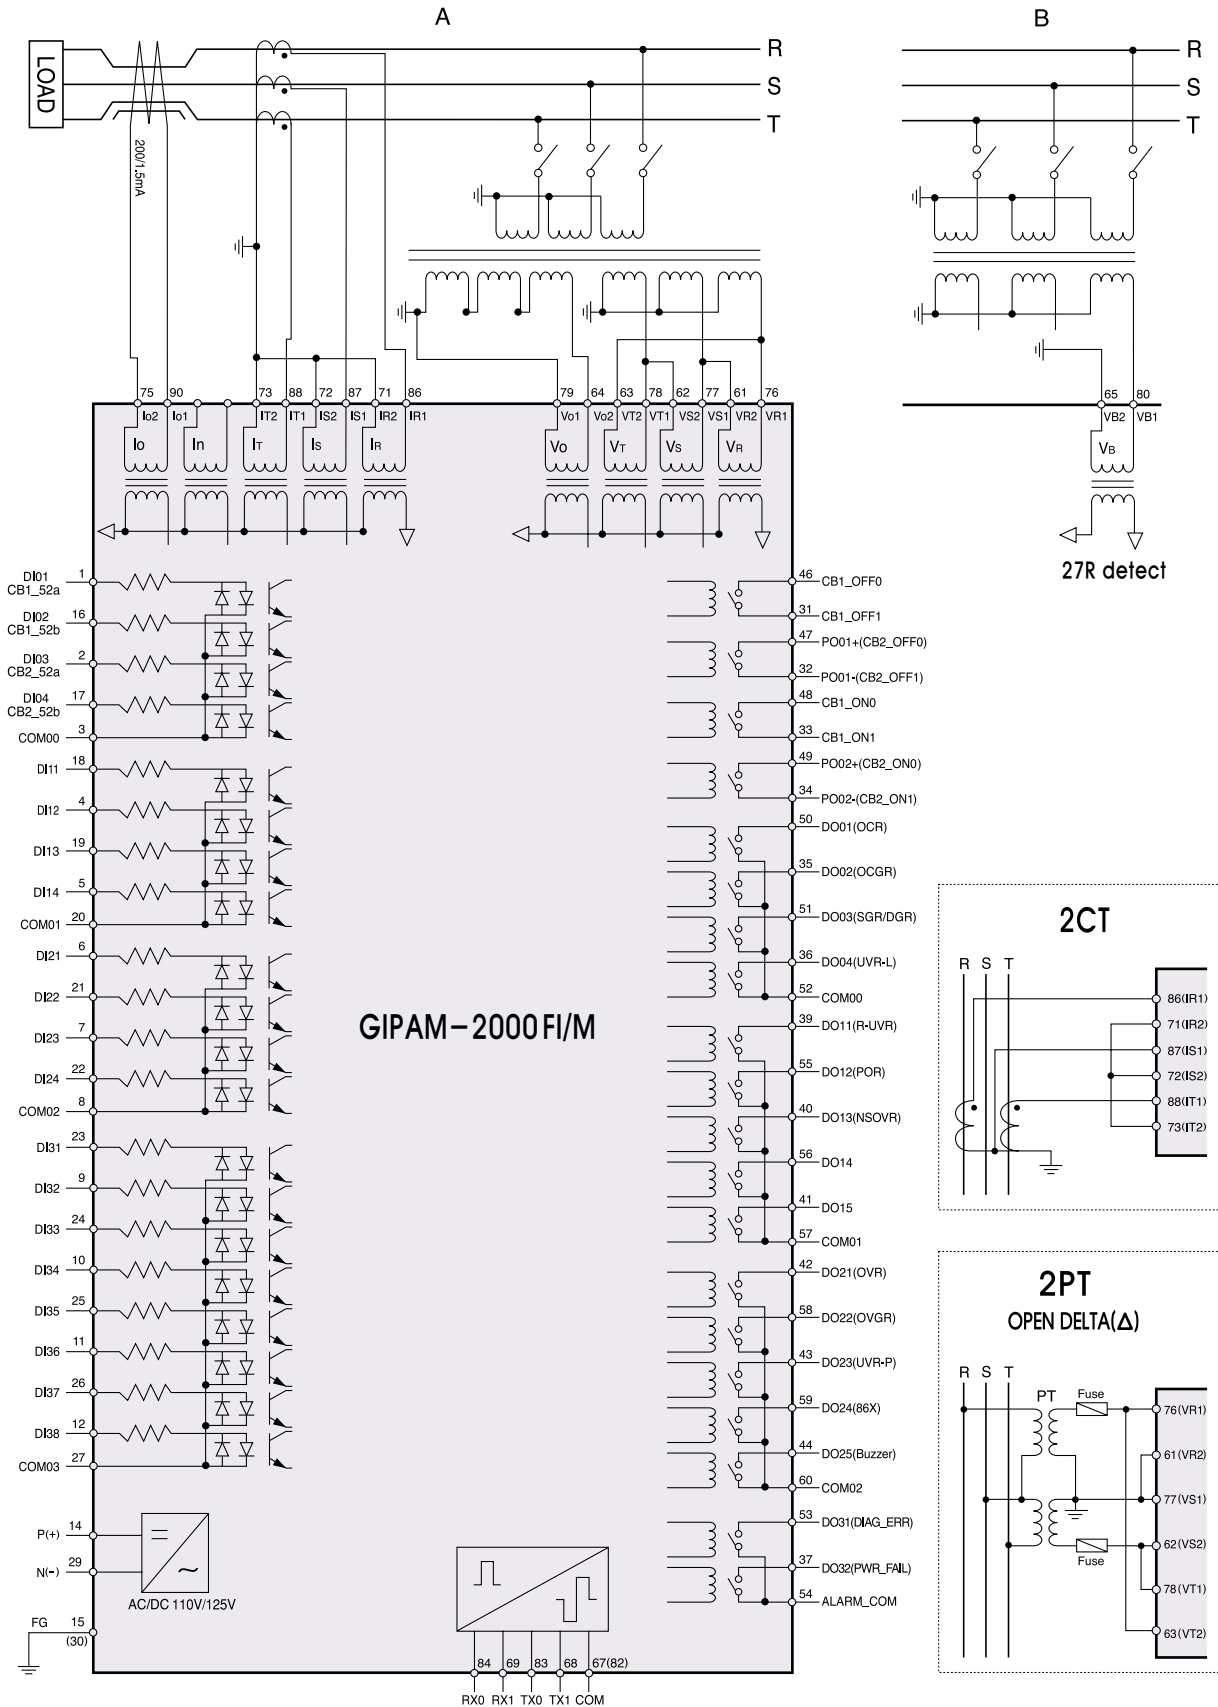 A
B
R
S
T
LOAD
200/1.5mA
R
S
T
75 90 73 88 72 87 71 86 79 64 63 78 62 77 61 76
Io2 Io1 IT2 IT1 IS2 IS1 IR2 IR1 Vo1 Vo2 VT2 VT1 VS2 VS1 VR2 VR1
Io In IT IS IR Vo VT VS VR
65 80
VB2 VB1
VB
27R detect
DI01
CB1_52a
1
DI02
CB1_52b
16
DI03
CB2_52a
2
DI04
CB2_52b
17
COM00 3
DI11 18
DI12 4
DI13 19
DI14 5
COM01 20
DI21 6
DI22 21
DI23 7
DI24 22
COM02 8
DI31 23
DI32 9
DI33 24
DI34 10
DI35 25
DI36 11
DI37 26
DI38 12
COM03 27
P(+) 14
N(-) 29
AC/DC 110V/125V
FG 15
(30)
GIPAM-2000 FI/M
46 CB1_OFF0
31 CB1_OFF1
47 PO01+(CB2_OFF0)
32 PO01-(CB2_OFF1)
48 CB1_ON0
33 CB1_ON1
49 PO02+(CB2_ON0)
34 PO02-(CB2_ON1)
50 DO01(OCR)
35 DO02(OCGR)
51 DO03(SGR/DGR)
36 DO04(UVR-L)
52 COM00
39 DO11(R-UVR)
55 DO12(POR)
40 DO13(NSOVR)
56 DO14
41 DO15
57 COM01
42 DO21(OVR)
58 DO22(OVGR)
43 DO23(UVR-P)
59 DO24(86X)
44 DO25(Buzzer)
60 COM02
53 DO31(DIAG_ERR)
37 DO32(PWR_FAIL)
54 ALARM_COM
84 69 83 68 67(82)
RX0 RX1 TX0 TX1 COM
2CT
R S T
86(IR1)
71(IR2)
87(IS1)
72(IS2)
88(IT1)
73(IT2)
2PT
OPEN DELTA(Δ)
R S T
PT
Fuse
76(VR1)
61(VR2)
77(VS1)
62(VS2)
Fuse
78(VT1)
63(VT2)